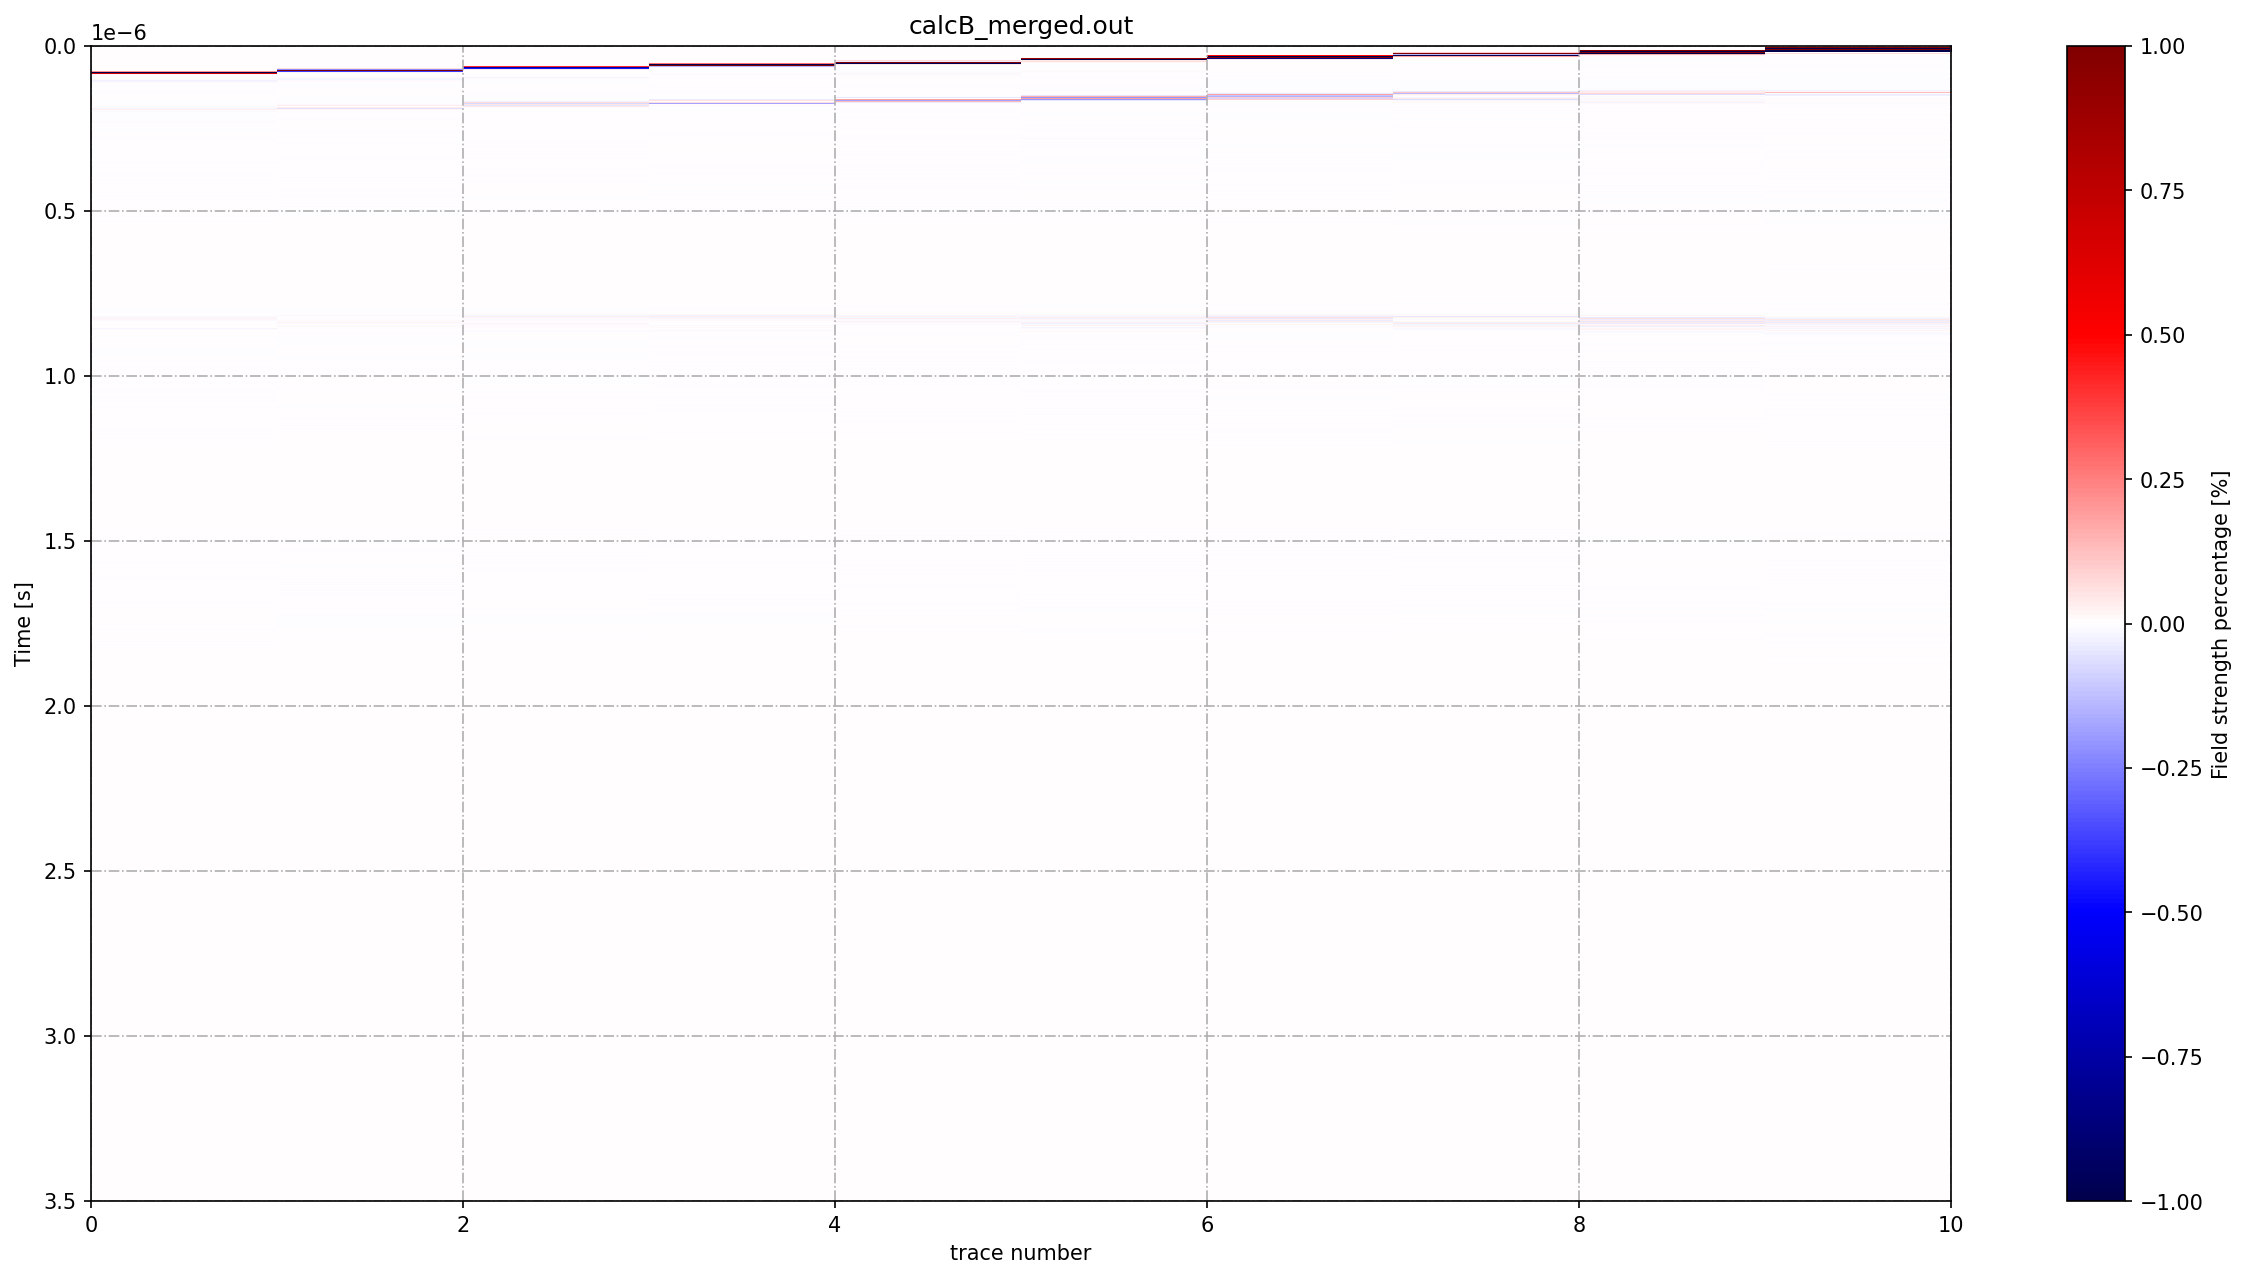 calcB_merged.out
1e−6
0.0
0.5
1.0
1.5
2.0
2.5
3.0
3.5
Time [s]
0 2 4 6 8 10
trace number
1.00
0.75
0.50
0.25
0.00
−0.25
−0.50
−0.75
−1.00
Field strength percentage [%]